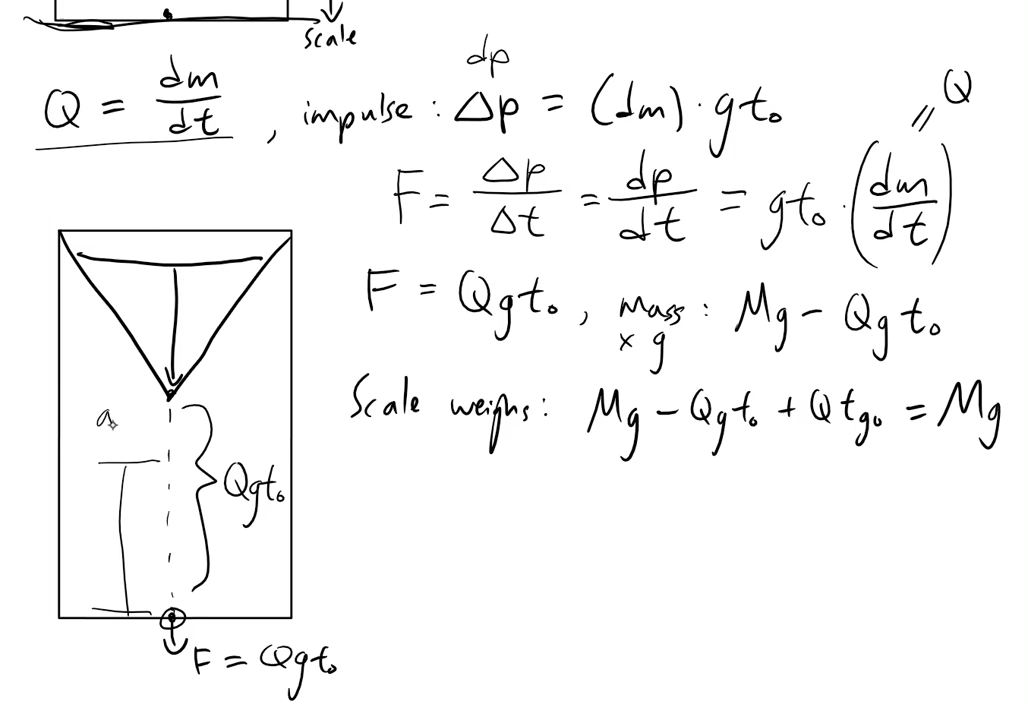 scale
dp
Q = dm/dt , impulse : Δp = (dm) · gt₀
Q
F = Δp/Δt = dp/dt = gt₀ · (dm/dt)
F = Qgt₀ , mass × g : Mg − Qgt₀
Scale weighs : Mg − Qgt₀ + Qtg₀ = Mg
a
Qgt₀
F = Qgt₀